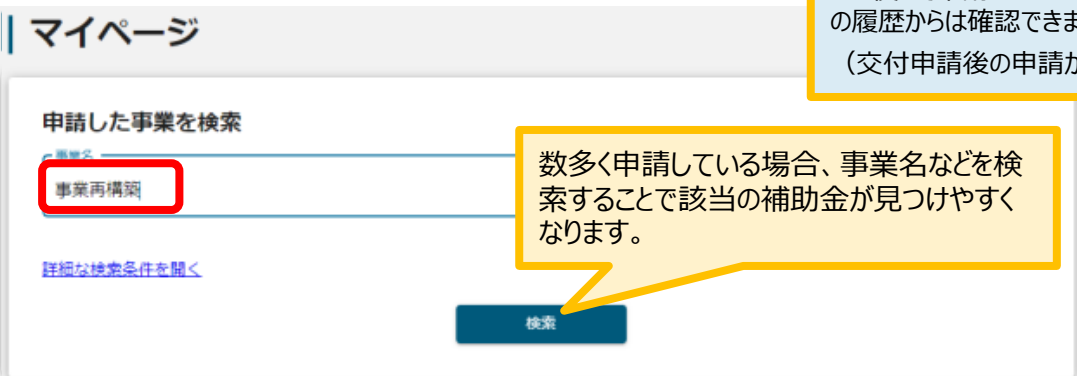 マイページ
の履歴からは確認できま
（交付申請後の申請が
申請した事業を検索
事業名
事業再構築
数多く申請している場合、事業名などを検
索することで該当の補助金が見つけやすく
なります。
詳細な検索条件を開く
検索